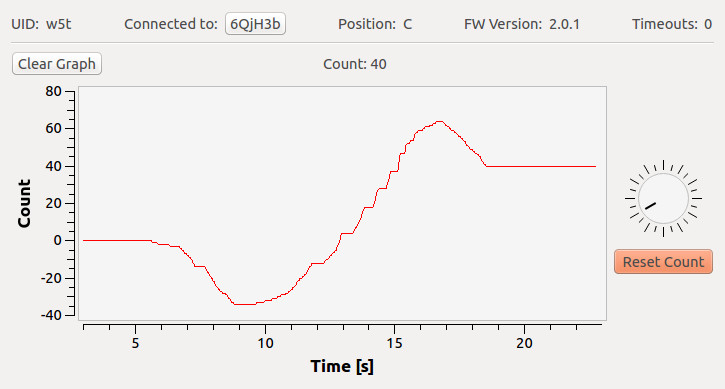 UID: w5t Connected to: 6QjH3b Position: C FW Version: 2.0.1 Timeouts: 0
Clear Graph Count: 40
80
60
40
20
0
-20
-40
Count
5 10 15 20
Time [s]
Reset Count